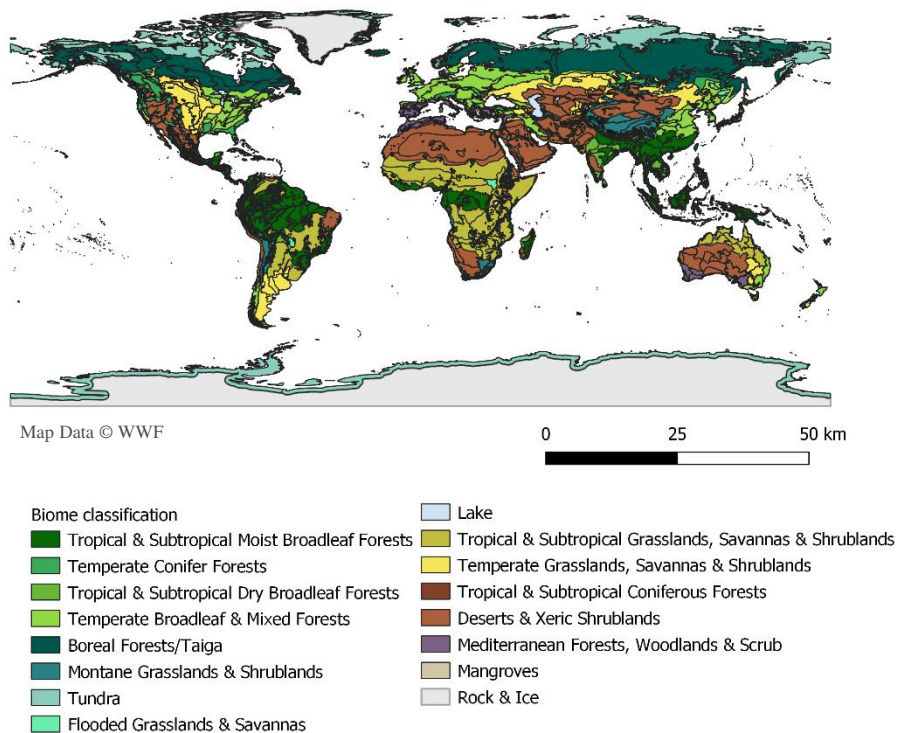 Map Data © WWF
0 25 50 km
Biome classification
Tropical & Subtropical Moist Broadleaf Forests
Temperate Conifer Forests
Tropical & Subtropical Dry Broadleaf Forests
Temperate Broadleaf & Mixed Forests
Boreal Forests/Taiga
Montane Grasslands & Shrublands
Tundra
Flooded Grasslands & Savannas
Lake
Tropical & Subtropical Grasslands, Savannas & Shrublands
Temperate Grasslands, Savannas & Shrublands
Tropical & Subtropical Coniferous Forests
Deserts & Xeric Shrublands
Mediterranean Forests, Woodlands & Scrub
Mangroves
Rock & Ice